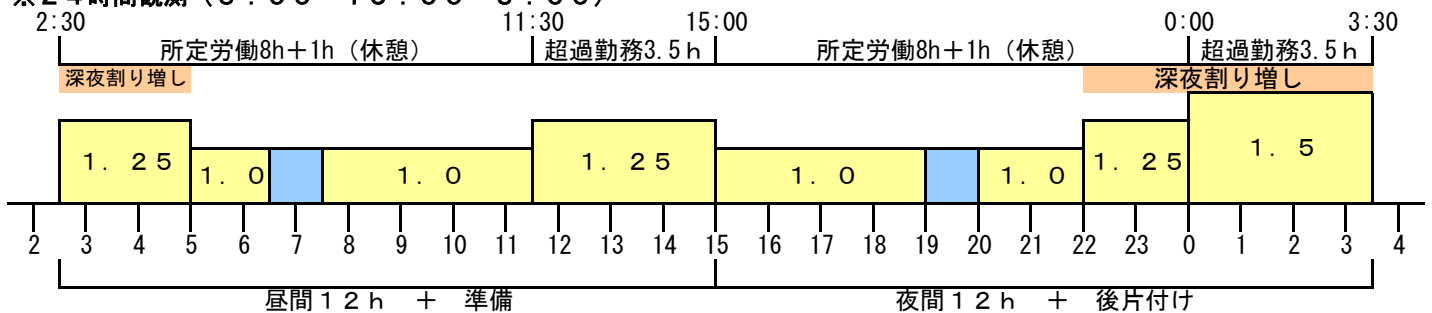 2:30 11:30 15:00 0:00 3:30
所定労働8h＋1h（休憩） 超過勤務3.5ｈ 所定労働8h＋1h（休憩） 超過勤務3.5ｈ
深夜割り増し 深夜割り増し
１．２５ １．０ １．０ １．２５ １．０ １．０ １．２５ １．５
2 3 4 5 6 7 8 9 10 11 12 13 14 15 16 17 18 19 20 21 22 23 0 1 2 3 4
昼間１２ｈ ＋ 準備 夜間１２ｈ ＋ 後片付け